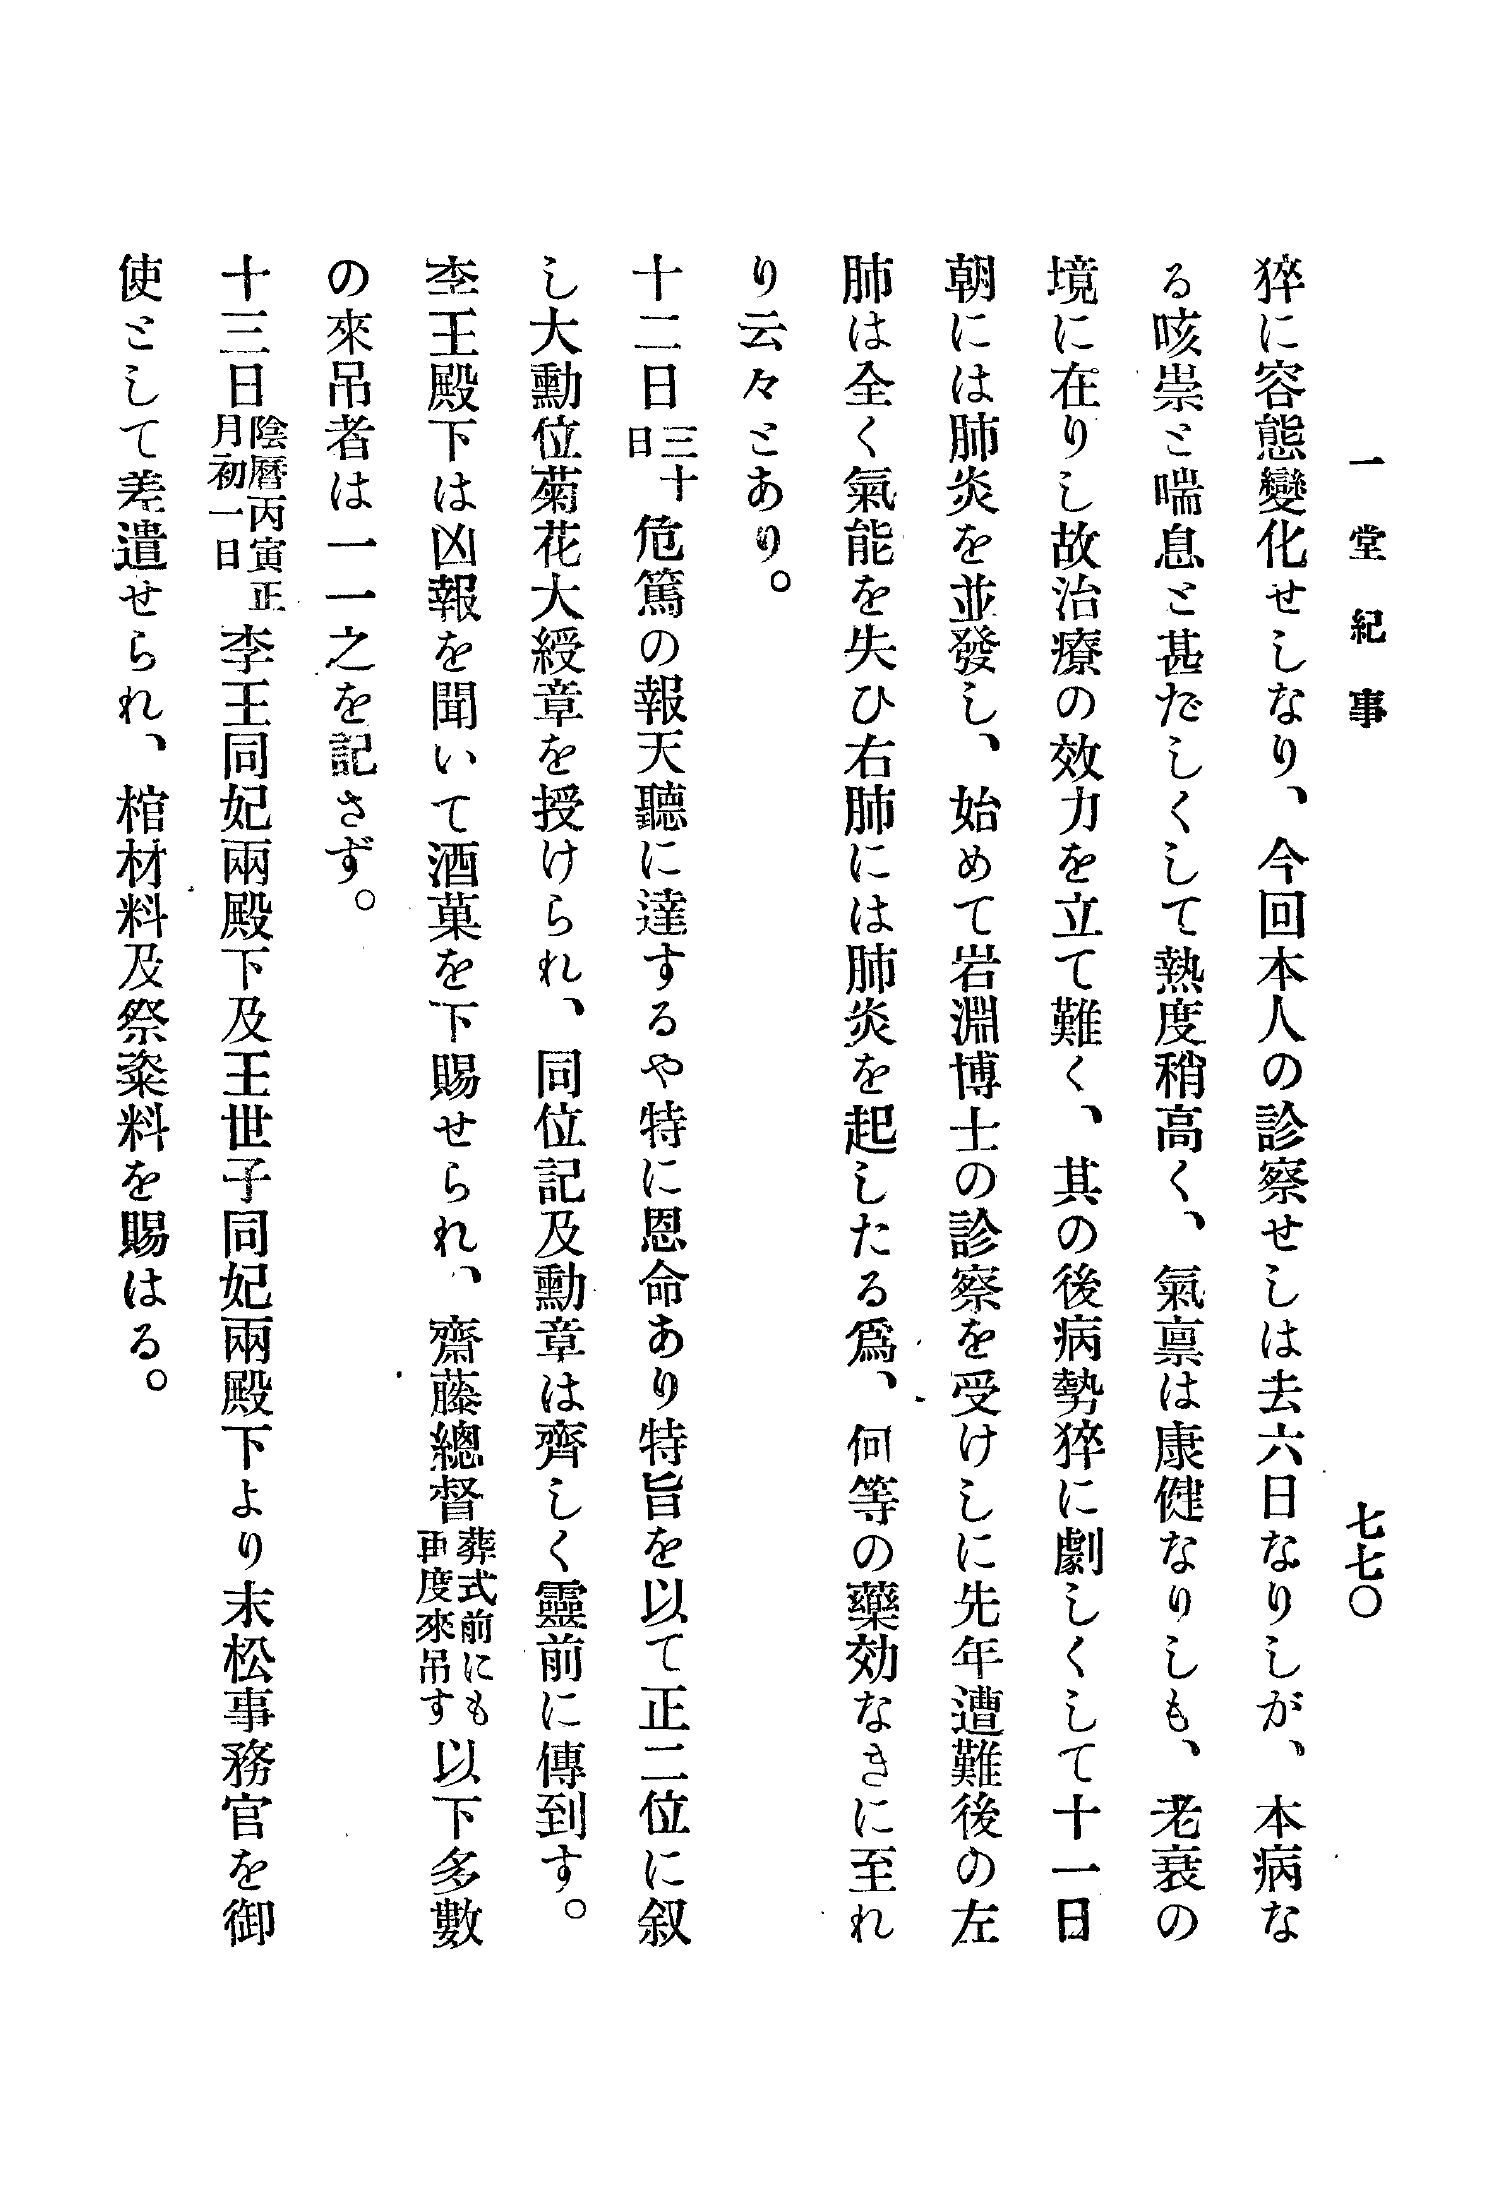 一堂紀事
七七〇
猝に容態變化せしなり、今回本人の診察せしは去六日なりしが、本病な
る咳祟と喘息と甚だしくして熱度稍高く、氣禀は康健なりしも、老衰の
境に在りし故治療の效力を立て難く、其の後病勢猝に劇しくして十一日
朝には肺炎を並發し、始めて岩淵博士の診察を受けしに先年遭難後の左
肺は全く氣能を失ひ右肺には肺炎を起したる爲、何等の藥効なきに至れ
り云々とあり。
十二日三十日、危篤の報天聽に達するや特に恩命あり特旨を以て正二位に叙
し大勳位菊花大綬章を授けられ、同位記及勳章は齊しく靈前に傳到す。
李王殿下は凶報を聞いて酒菓を下賜せられ、齋藤總督葬式前にも再度來吊す以下多數
の來吊者は一一之を記さず。
十三日陰曆丙寅正月初一日李王同妃兩殿下及王世子同妃兩殿下より末松事務官を御
使として差遣せられ、棺材料及祭粢料を賜はる。